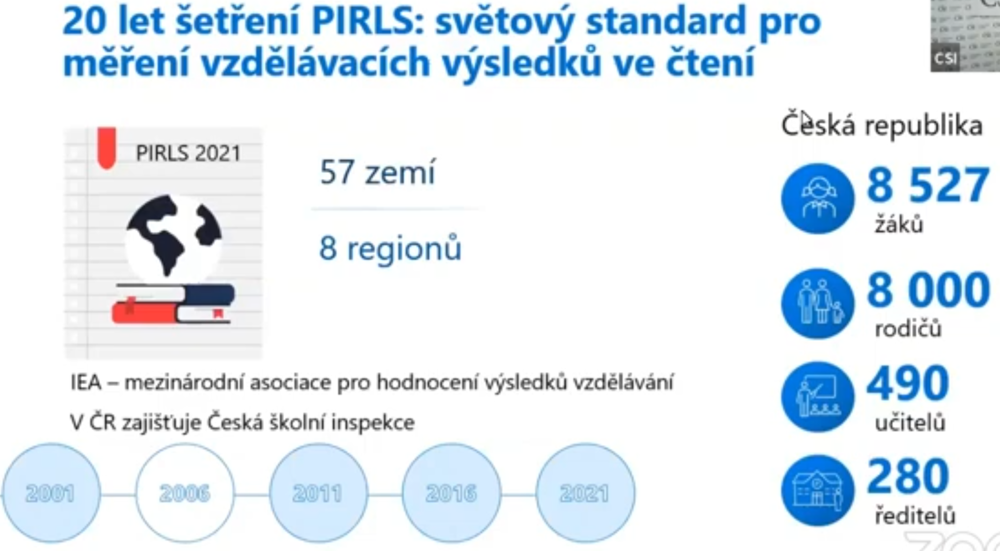 20 let šetření PIRLS: světový standard pro
měření vzdělávacích výsledků ve čtení
CSI
PIRLS 2021
57 zemí
8 regionů
Česká republika
8 527
žáků
8 000
rodičů
490
učitelů
280
ředitelů
IEA – mezinárodní asociace pro hodnocení výsledků vzdělávání
V ČR zajišťuje Česká školní inspekce
2001
2006
2011
2016
2021